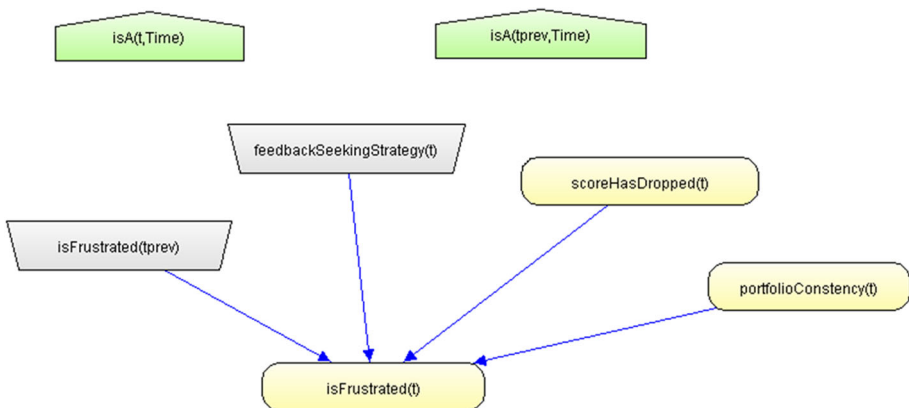 isA(t,Time)
isA(tprev,Time)
feedbackSeekingStrategy(t)
scoreHasDropped(t)
isFrustrated(tprev)
portfolioConstency(t)
isFrustrated(t)